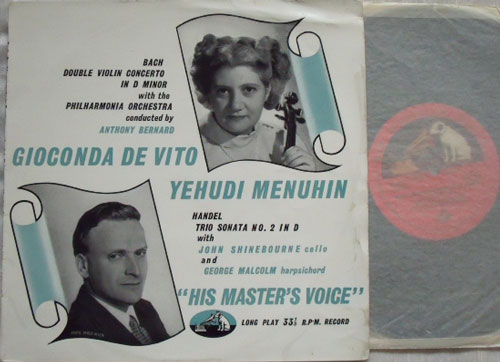 BACH
DOUBLE VIOLIN CONCERTO
IN D MINOR
with the
PHILHARMONIA ORCHESTRA
conducted by
ANTHONY BERNARD
GIOCONDA DE VITO
YEHUDI MENUHIN
HANDEL
TRIO SONATA NO. 2 IN D
with
JOHN SHINEBOURNE cello
and
GEORGE MALCOLM harpsichord
"HIS MASTER'S VOICE"
LONG PLAY 33⅓ R.P.M. RECORD